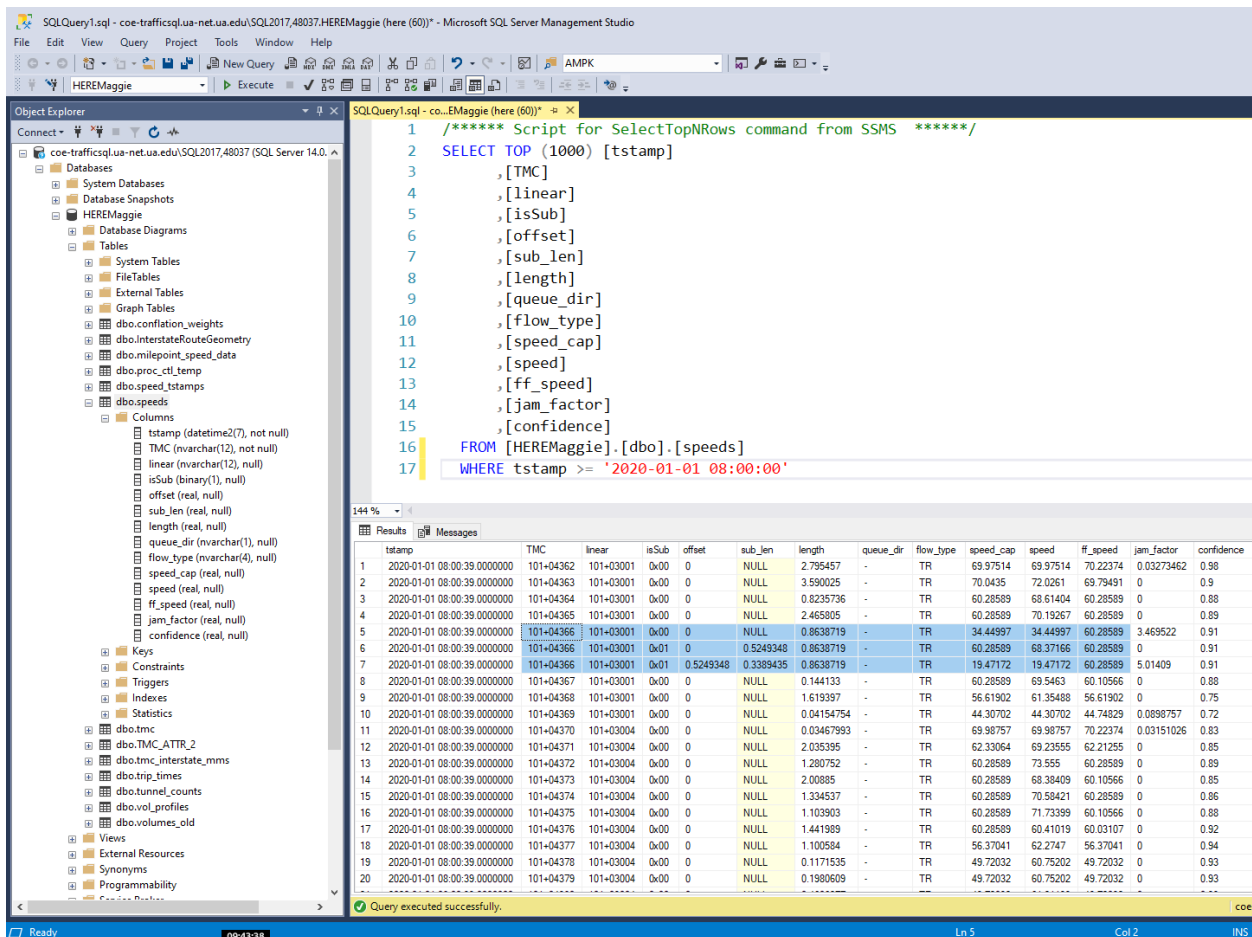 SQLQuery1.sql - coe-trafficsql.ua-net.ua.edu\SQL2017,48037.HEREMaggie (here (60))* - Microsoft SQL Server Management Studio
File Edit View Query Project Tools Window Help
New Query MDX DMX XMLA DAX AMPK
HEREMaggie Execute
Object Explorer
Connect
coe-trafficsql.ua-net.ua.edu\SQL2017,48037 (SQL Server 14.0.
Databases
System Databases
Database Snapshots
HEREMaggie
Database Diagrams
Tables
System Tables
FileTables
External Tables
Graph Tables
dbo.conflation_weights
dbo.InterstateRouteGeometry
dbo.milepoint_speed_data
dbo.proc_ctl_temp
dbo.speed_tstamps
dbo.speeds
Columns
tstamp (datetime2(7), not null)
TMC (nvarchar(12), not null)
linear (nvarchar(12), null)
isSub (binary(1), null)
offset (real, null)
sub_len (real, null)
length (real, null)
queue_dir (nvarchar(1), null)
flow_type (nvarchar(4), null)
speed_cap (real, null)
speed (real, null)
ff_speed (real, null)
jam_factor (real, null)
confidence (real, null)
Keys
Constraints
Triggers
Indexes
Statistics
dbo.tmc
dbo.TMC_ATTR_2
dbo.tmc_interstate_mms
dbo.trip_times
dbo.tunnel_counts
dbo.vol_profiles
dbo.volumes_old
Views
External Resources
Synonyms
Programmability
SQLQuery1.sql - co...EMaggie (here (60))*
1 /****** Script for SelectTopNRows command from SSMS ******/
2 SELECT TOP (1000) [tstamp]
3 ,[TMC]
4 ,[linear]
5 ,[isSub]
6 ,[offset]
7 ,[sub_len]
8 ,[length]
9 ,[queue_dir]
10 ,[flow_type]
11 ,[speed_cap]
12 ,[speed]
13 ,[ff_speed]
14 ,[jam_factor]
15 ,[confidence]
16 FROM [HEREMaggie].[dbo].[speeds]
17 WHERE tstamp >= '2020-01-01 08:00:00'
144 %
Results Messages
tstamp TMC linear isSub offset sub_len length queue_dir flow_type speed_cap speed ff_speed jam_factor confidence
1 2020-01-01 08:00:39.0000000 101+04362 101+03001 0x00 0 NULL 2.795457 - TR 69.97514 69.97514 70.22374 0.03273462 0.98
2 2020-01-01 08:00:39.0000000 101+04363 101+03001 0x00 0 NULL 3.590025 - TR 70.0435 72.0261 69.79491 0 0.9
3 2020-01-01 08:00:39.0000000 101+04364 101+03001 0x00 0 NULL 0.8235736 - TR 60.28589 68.61404 60.28589 0 0.88
4 2020-01-01 08:00:39.0000000 101+04365 101+03001 0x00 0 NULL 2.465805 - TR 60.28589 70.19267 60.28589 0 0.89
5 2020-01-01 08:00:39.0000000 101+04366 101+03001 0x00 0 NULL 0.8638719 - TR 34.44997 34.44997 60.28589 3.469522 0.91
6 2020-01-01 08:00:39.0000000 101+04366 101+03001 0x01 0 0.5249348 0.8638719 - TR 60.28589 68.37166 60.28589 0 0.91
7 2020-01-01 08:00:39.0000000 101+04366 101+03001 0x01 0.5249348 0.3389435 0.8638719 - TR 19.47172 19.47172 60.28589 5.01409 0.91
8 2020-01-01 08:00:39.0000000 101+04367 101+03001 0x00 0 NULL 0.144133 - TR 60.28589 69.5463 60.10566 0 0.88
9 2020-01-01 08:00:39.0000000 101+04368 101+03001 0x00 0 NULL 1.619397 - TR 56.61902 61.35488 56.61902 0 0.75
10 2020-01-01 08:00:39.0000000 101+04369 101+03001 0x00 0 NULL 0.04154754 - TR 44.30702 44.30702 44.74829 0.0898757 0.72
11 2020-01-01 08:00:39.0000000 101+04370 101+03004 0x00 0 NULL 0.03467993 - TR 69.98757 69.98757 70.22374 0.03151026 0.83
12 2020-01-01 08:00:39.0000000 101+04371 101+03004 0x00 0 NULL 2.035395 - TR 62.33064 69.23555 62.21255 0 0.85
13 2020-01-01 08:00:39.0000000 101+04372 101+03004 0x00 0 NULL 1.280752 - TR 60.28589 73.555 60.28589 0 0.89
14 2020-01-01 08:00:39.0000000 101+04373 101+03004 0x00 0 NULL 2.00885 - TR 60.28589 68.38409 60.10566 0 0.85
15 2020-01-01 08:00:39.0000000 101+04374 101+03004 0x00 0 NULL 1.334537 - TR 60.28589 70.58421 60.28589 0 0.86
16 2020-01-01 08:00:39.0000000 101+04375 101+03004 0x00 0 NULL 1.103903 - TR 60.28589 71.73399 60.10566 0 0.88
17 2020-01-01 08:00:39.0000000 101+04376 101+03004 0x00 0 NULL 1.441989 - TR 60.28589 60.41019 60.03107 0 0.92
18 2020-01-01 08:00:39.0000000 101+04377 101+03004 0x00 0 NULL 1.100584 - TR 56.37041 62.2747 56.37041 0 0.94
19 2020-01-01 08:00:39.0000000 101+04378 101+03004 0x00 0 NULL 0.1171535 - TR 49.72032 60.75202 49.72032 0 0.93
20 2020-01-01 08:00:39.0000000 101+04379 101+03004 0x00 0 NULL 0.1980609 - TR 49.72032 60.75202 49.72032 0 0.93
Query executed successfully. coe
Ready 09:43:38 Ln 5 Col 2 INS